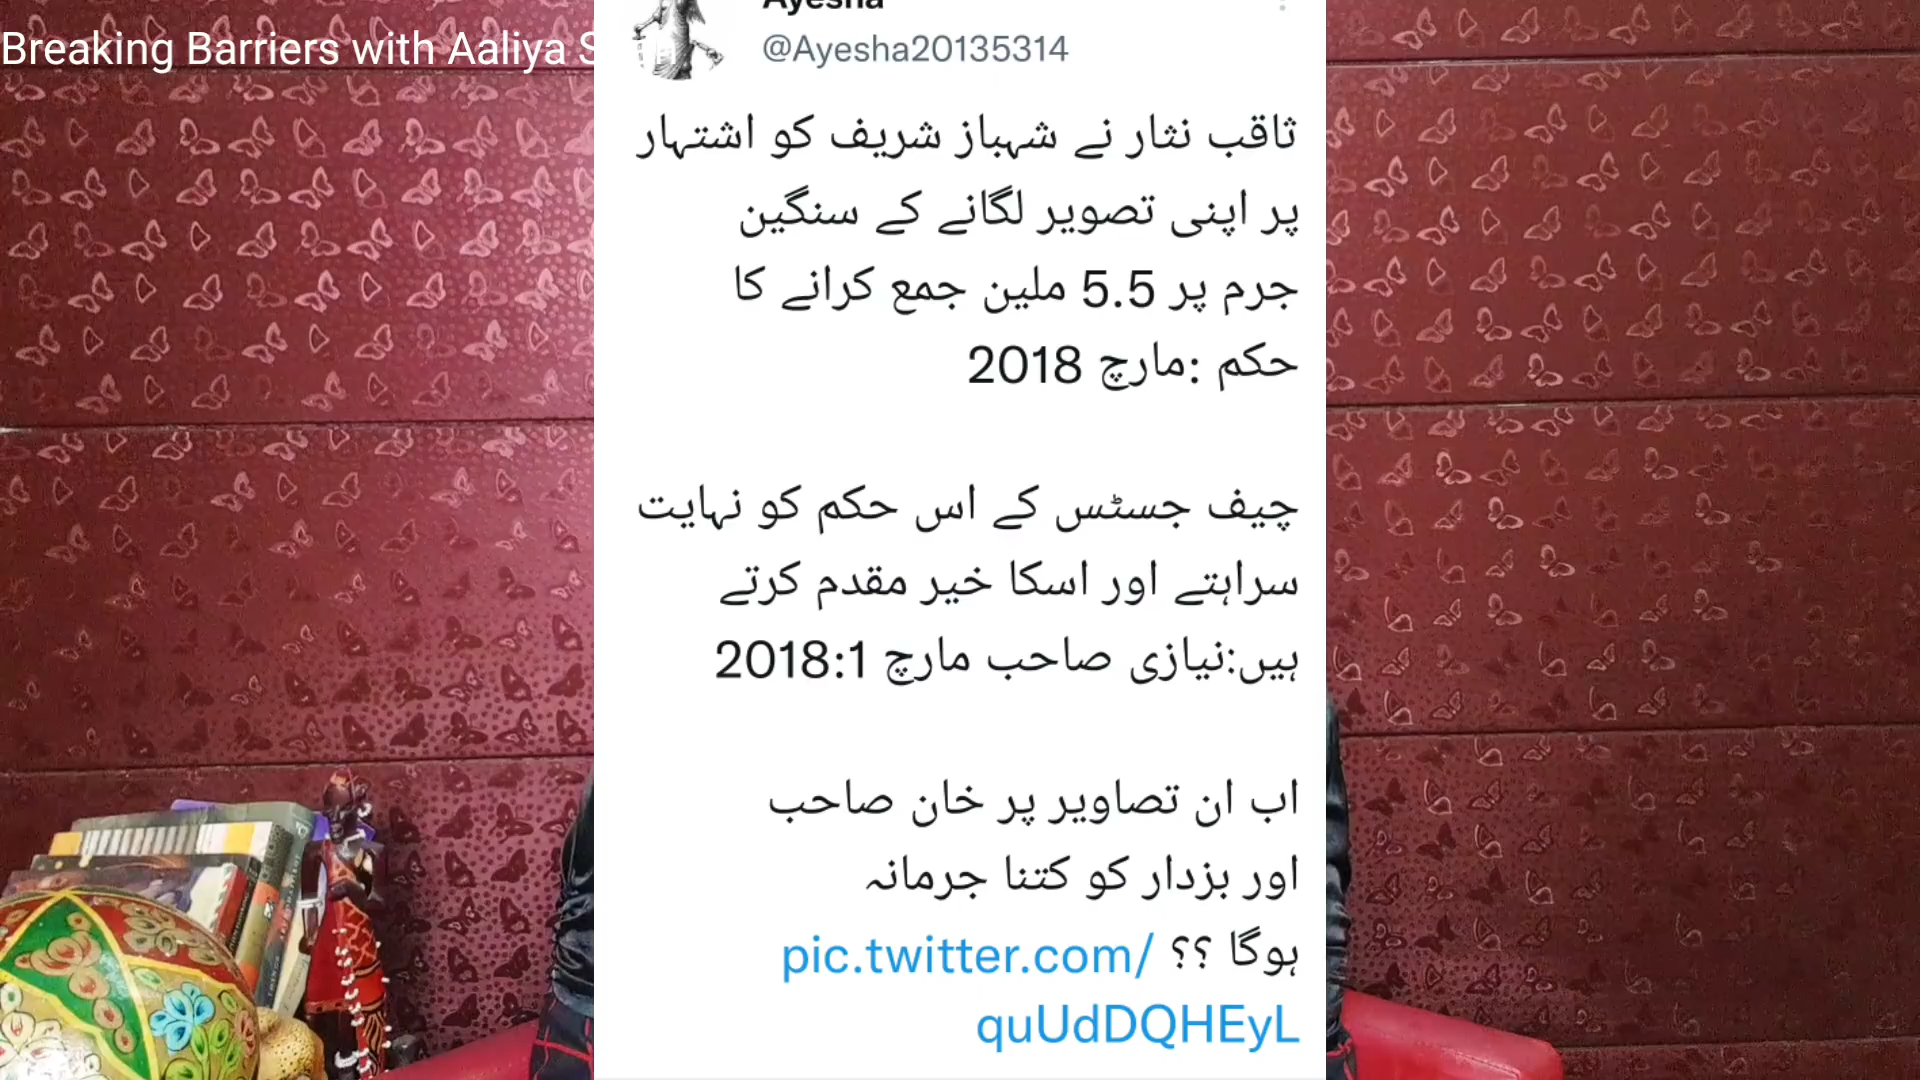 Breaking Barriers with Aaliya S
Ayesha
@Ayesha20135314
ثاقب نثار نے شہباز شریف کو اشتہار
پر اپنی تصویر لگانے کے سنگین
جرم پر 5.5 ملین جمع کرانے کا
حکم :مارچ 2018
چیف جسٹس کے اس حکم کو نہایت
سراہتے اور اسکا خیر مقدم کرتے
ہیں:نیازی صاحب مارچ 2018:1
اب ان تصاویر پر خان صاحب
اور بزدار کو کتنا جرمانہ
ہوگا ؟؟ pic.twitter.com/
quUdDQHEyL